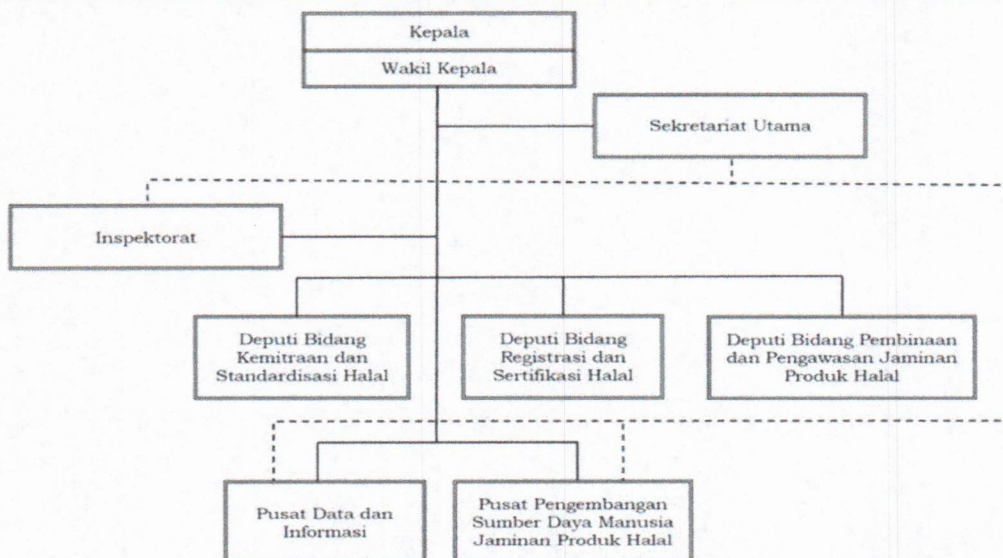 Kepala
Wakil Kepala
Sekretariat Utama
Inspektorat
Deputi Bidang
Kemitraan dan
Standardisasi Halal
Deputi Bidang
Registrasi dan
Sertifikasi Halal
Deputi Bidang Pembinaan
dan Pengawasan Jaminan
Produk Halal
Pusat Data dan
Informasi
Pusat Pengembangan
Sumber Daya Manusia
Jaminan Produk Halal